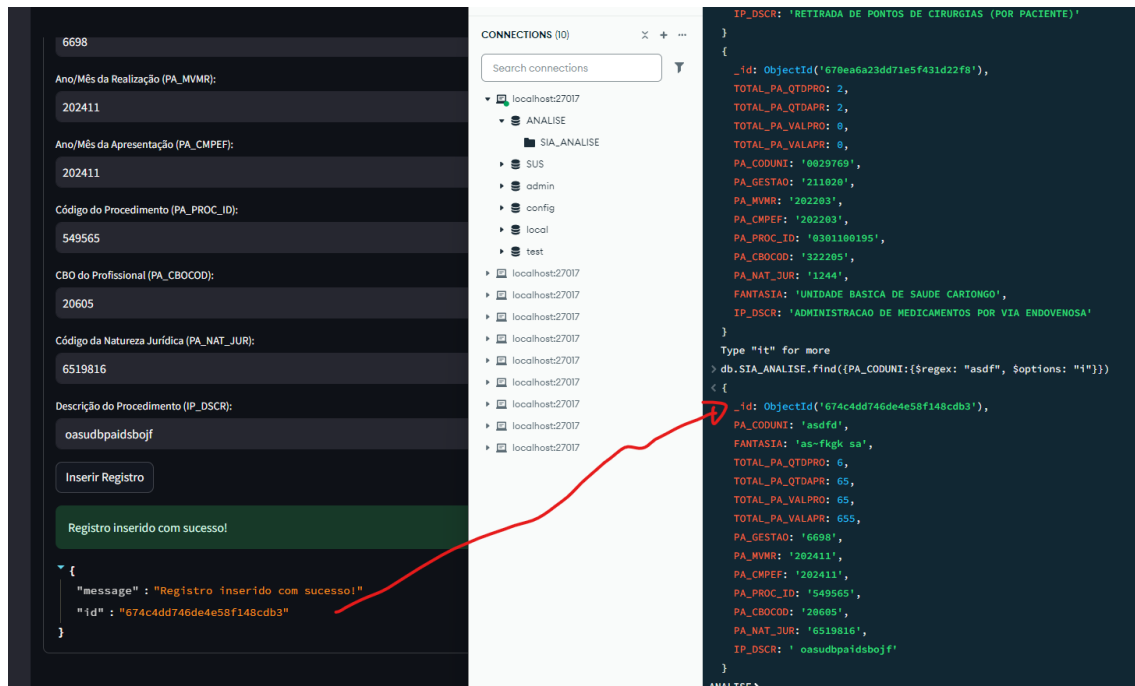 6698
Ano/Mês da Realização (PA_MVMR):
202411
Ano/Mês da Apresentação (PA_CMPEF):
202411
Código do Procedimento (PA_PROC_ID):
549565
CBO do Profissional (PA_CBOCOD):
20605
Código da Natureza Jurídica (PA_NAT_JUR):
6519816
Descrição do Procedimento (IP_DSCR):
oasudbpaidsbojf
Inserir Registro
Registro inserido com sucesso!
{
"message" : "Registro inserido com sucesso!"
"id" : "674c4dd746de4e58f148cdb3"
}
CONNECTIONS (10)
Search connections
localhost:27017
ANALISE
SIA_ANALISE
SUS
admin
config
local
test
localhost:27017
localhost:27017
localhost:27017
localhost:27017
localhost:27017
localhost:27017
localhost:27017
localhost:27017
localhost:27017
IP_DSCR: 'RETIRADA DE PONTOS DE CIRURGIAS (POR PACIENTE)'
}
{
_id: ObjectId('670ea6a23dd71e5f431d22f8'),
TOTAL_PA_QTDPRO: 2,
TOTAL_PA_QTDAPR: 2,
TOTAL_PA_VALPRO: 0,
TOTAL_PA_VALAPR: 0,
PA_CODUNI: '0029769',
PA_GESTAO: '211020',
PA_MVMR: '202203',
PA_CMPEF: '202203',
PA_PROC_ID: '0301100195',
PA_CBOCOD: '322205',
PA_NAT_JUR: '1244',
FANTASIA: 'UNIDADE BASICA DE SAUDE CARIONGO',
IP_DSCR: 'ADMINISTRACAO DE MEDICAMENTOS POR VIA ENDOVENOSA'
}
Type "it" for more
> db.SIA_ANALISE.find({PA_CODUNI:{$regex: "asdf", $options: "i"}})
< {
_id: ObjectId('674c4dd746de4e58f148cdb3'),
PA_CODUNI: 'asdfd',
FANTASIA: 'as~fkgk sa',
TOTAL_PA_QTDPRO: 6,
TOTAL_PA_QTDAPR: 65,
TOTAL_PA_VALPRO: 65,
TOTAL_PA_VALAPR: 655,
PA_GESTAO: '6698',
PA_MVMR: '202411',
PA_CMPEF: '202411',
PA_PROC_ID: '549565',
PA_CBOCOD: '20605',
PA_NAT_JUR: '6519816',
IP_DSCR: ' oasudbpaidsbojf'
}
ANALISE>